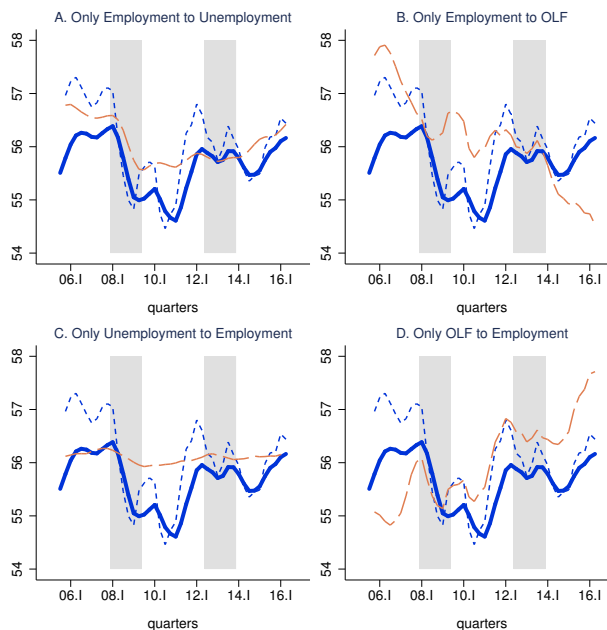 A. Only Employment to Unemployment
58
57
56
55
54
06.I 08.I 10.I 12.I 14.I 16.I
quarters
B. Only Employment to OLF
58
57
56
55
54
06.I 08.I 10.I 12.I 14.I 16.I
quarters
C. Only Unemployment to Employment
58
57
56
55
54
06.I 08.I 10.I 12.I 14.I 16.I
quarters
D. Only OLF to Employment
58
57
56
55
54
06.I 08.I 10.I 12.I 14.I 16.I
quarters